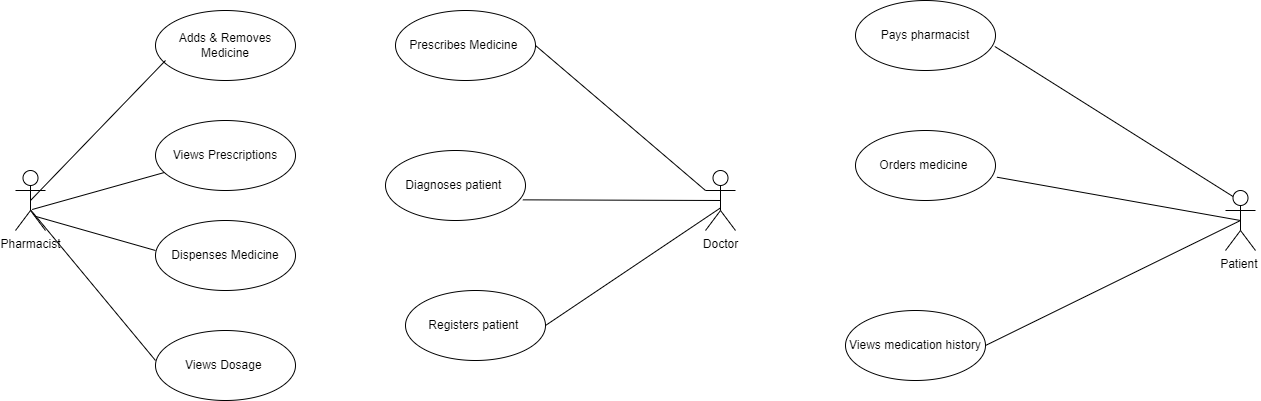 Adds & Removes
Medicine
Views Prescriptions
Dispenses Medicine
Views Dosage
Pharmacist
Prescribes Medicine
Diagnoses patient
Registers patient
Doctor
Pays pharmacist
Orders medicine
Views medication history
Patient